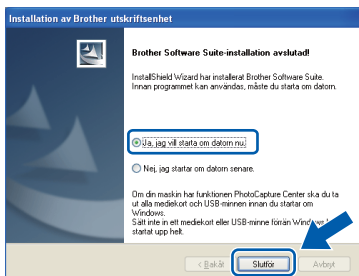 Installation av Brother utskriftsenhet
Brother Software Suite-installation avslutad!
InstallShield Wizard har installerat Brother Software Suite.
Innan programmet kan användas, måste du starta om datorn.
Ja, jag vill starta om datorn nu.
Nej, jag startar om datorn senare.
Om din maskin har funktionen PhotoCapture Center ska du ta
ut alla mediekort och USB-minnen innan du startar om
Windows.
Sätt inte in ett mediekort eller USB-minne förrän
startat upp helt.
< Bakåt
Slutför
Avbryt